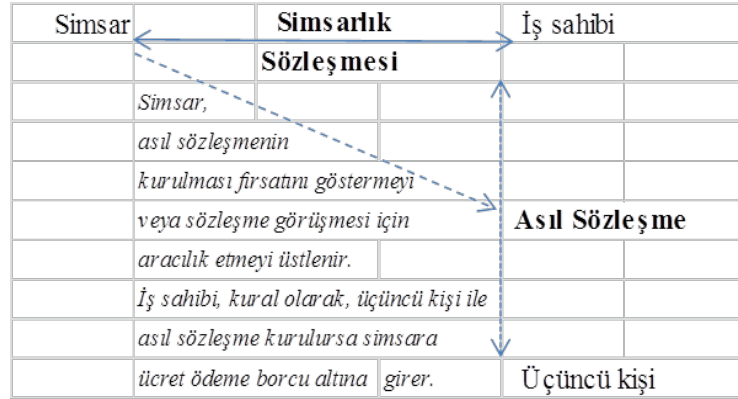 Simsar Simsarlık İş sahibi
Sözleşmesi
Simsar,
asıl sözleşmenin
kurulması fırsatını göstermeyi
veya sözleşme görüşmesi için Asıl Sözleşme
aracılık etmeyi üstlenir.
İş sahibi, kural olarak, üçüncü kişi ile
asıl sözleşme kurulursa simsara
ücret ödeme borcu altına girer. Üçüncü kişi